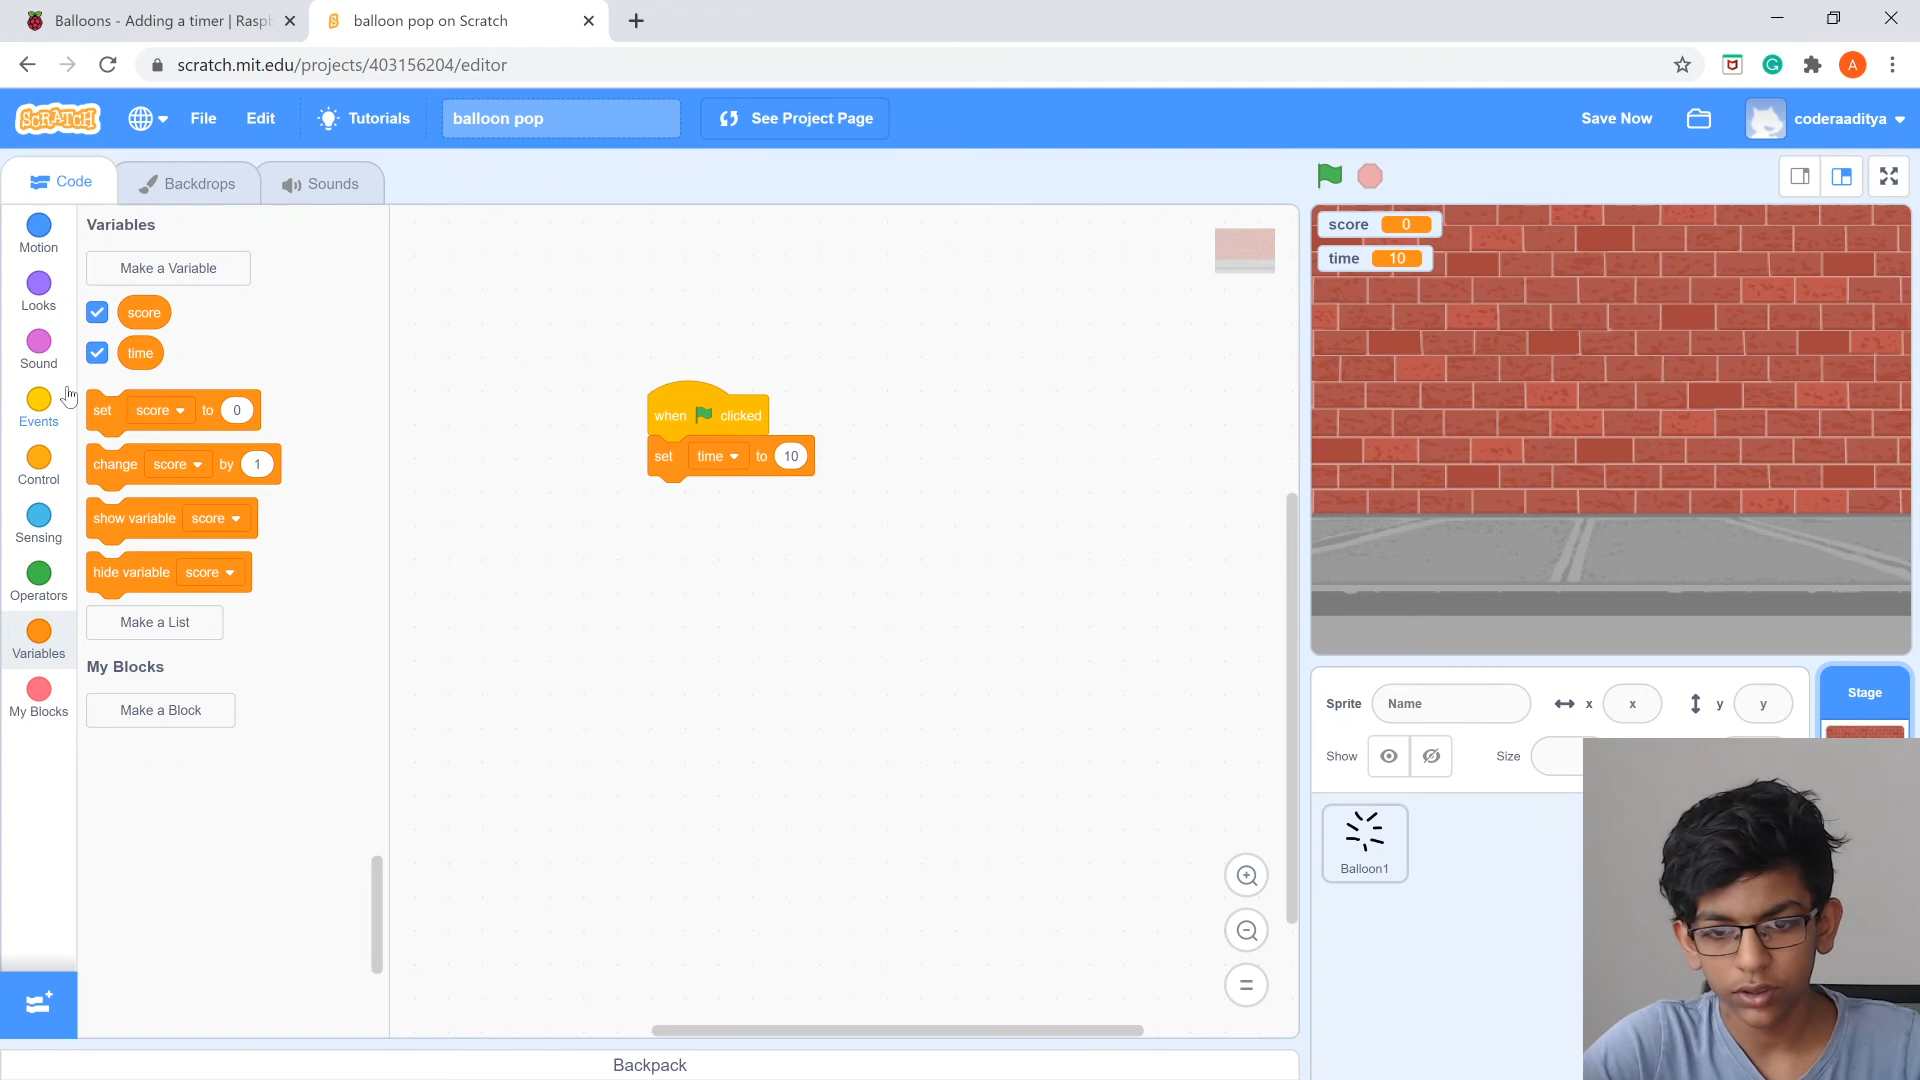 Balloons - Adding a timer | Raspb
balloon pop on Scratch
scratch.mit.edu/projects/403156204/editor
A
SCRATCH
File
Edit
Tutorials
balloon pop
See Project Page
Save Now
coderaaditya
Code
Backdrops
Sounds
Motion
Looks
Sound
Events
Control
Sensing
Operators
Variables
My Blocks
Variables
Make a Variable
score
time
set score to 0
change score by 1
show variable score
hide variable score
Make a List
My Blocks
Make a Block
when clicked
set time to 10
score 0
time 10
Sprite Name x x y y
Show Size
Stage
Balloon1
Backpack